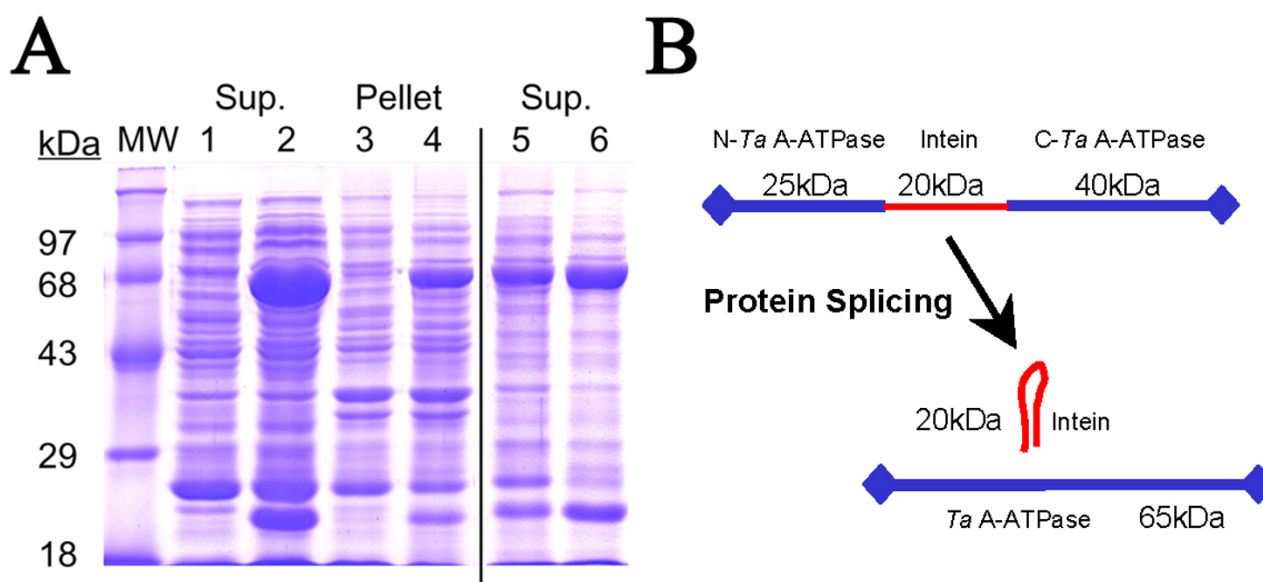 A
Sup. Pellet Sup.
kDa MW 1 2 3 4 5 6
97
68
43
29
18
B
N-Ta A-ATPase Intein C-Ta A-ATPase
25kDa 20kDa 40kDa
Protein Splicing
20kDa Intein
Ta A-ATPase 65kDa